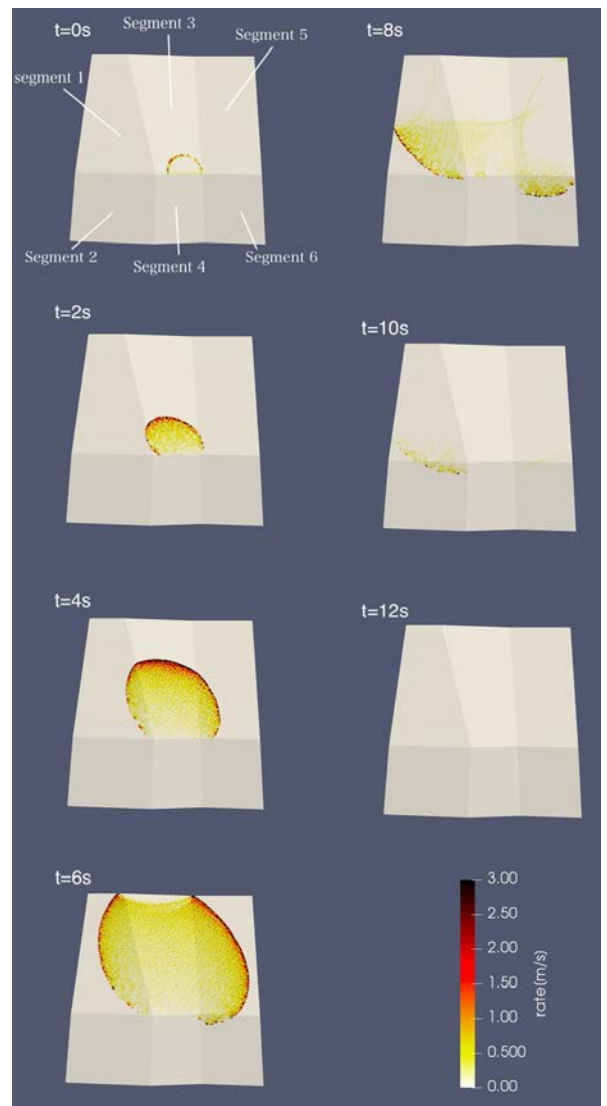 t=0s
Segment 3
Segment 5
segment 1
Segment 2
Segment 4
Segment 6
t=8s
t=2s
t=10s
t=4s
t=12s
t=6s
3.00
2.50
2.00
1.50
1.00
0.500
0.00
rate(m/s)